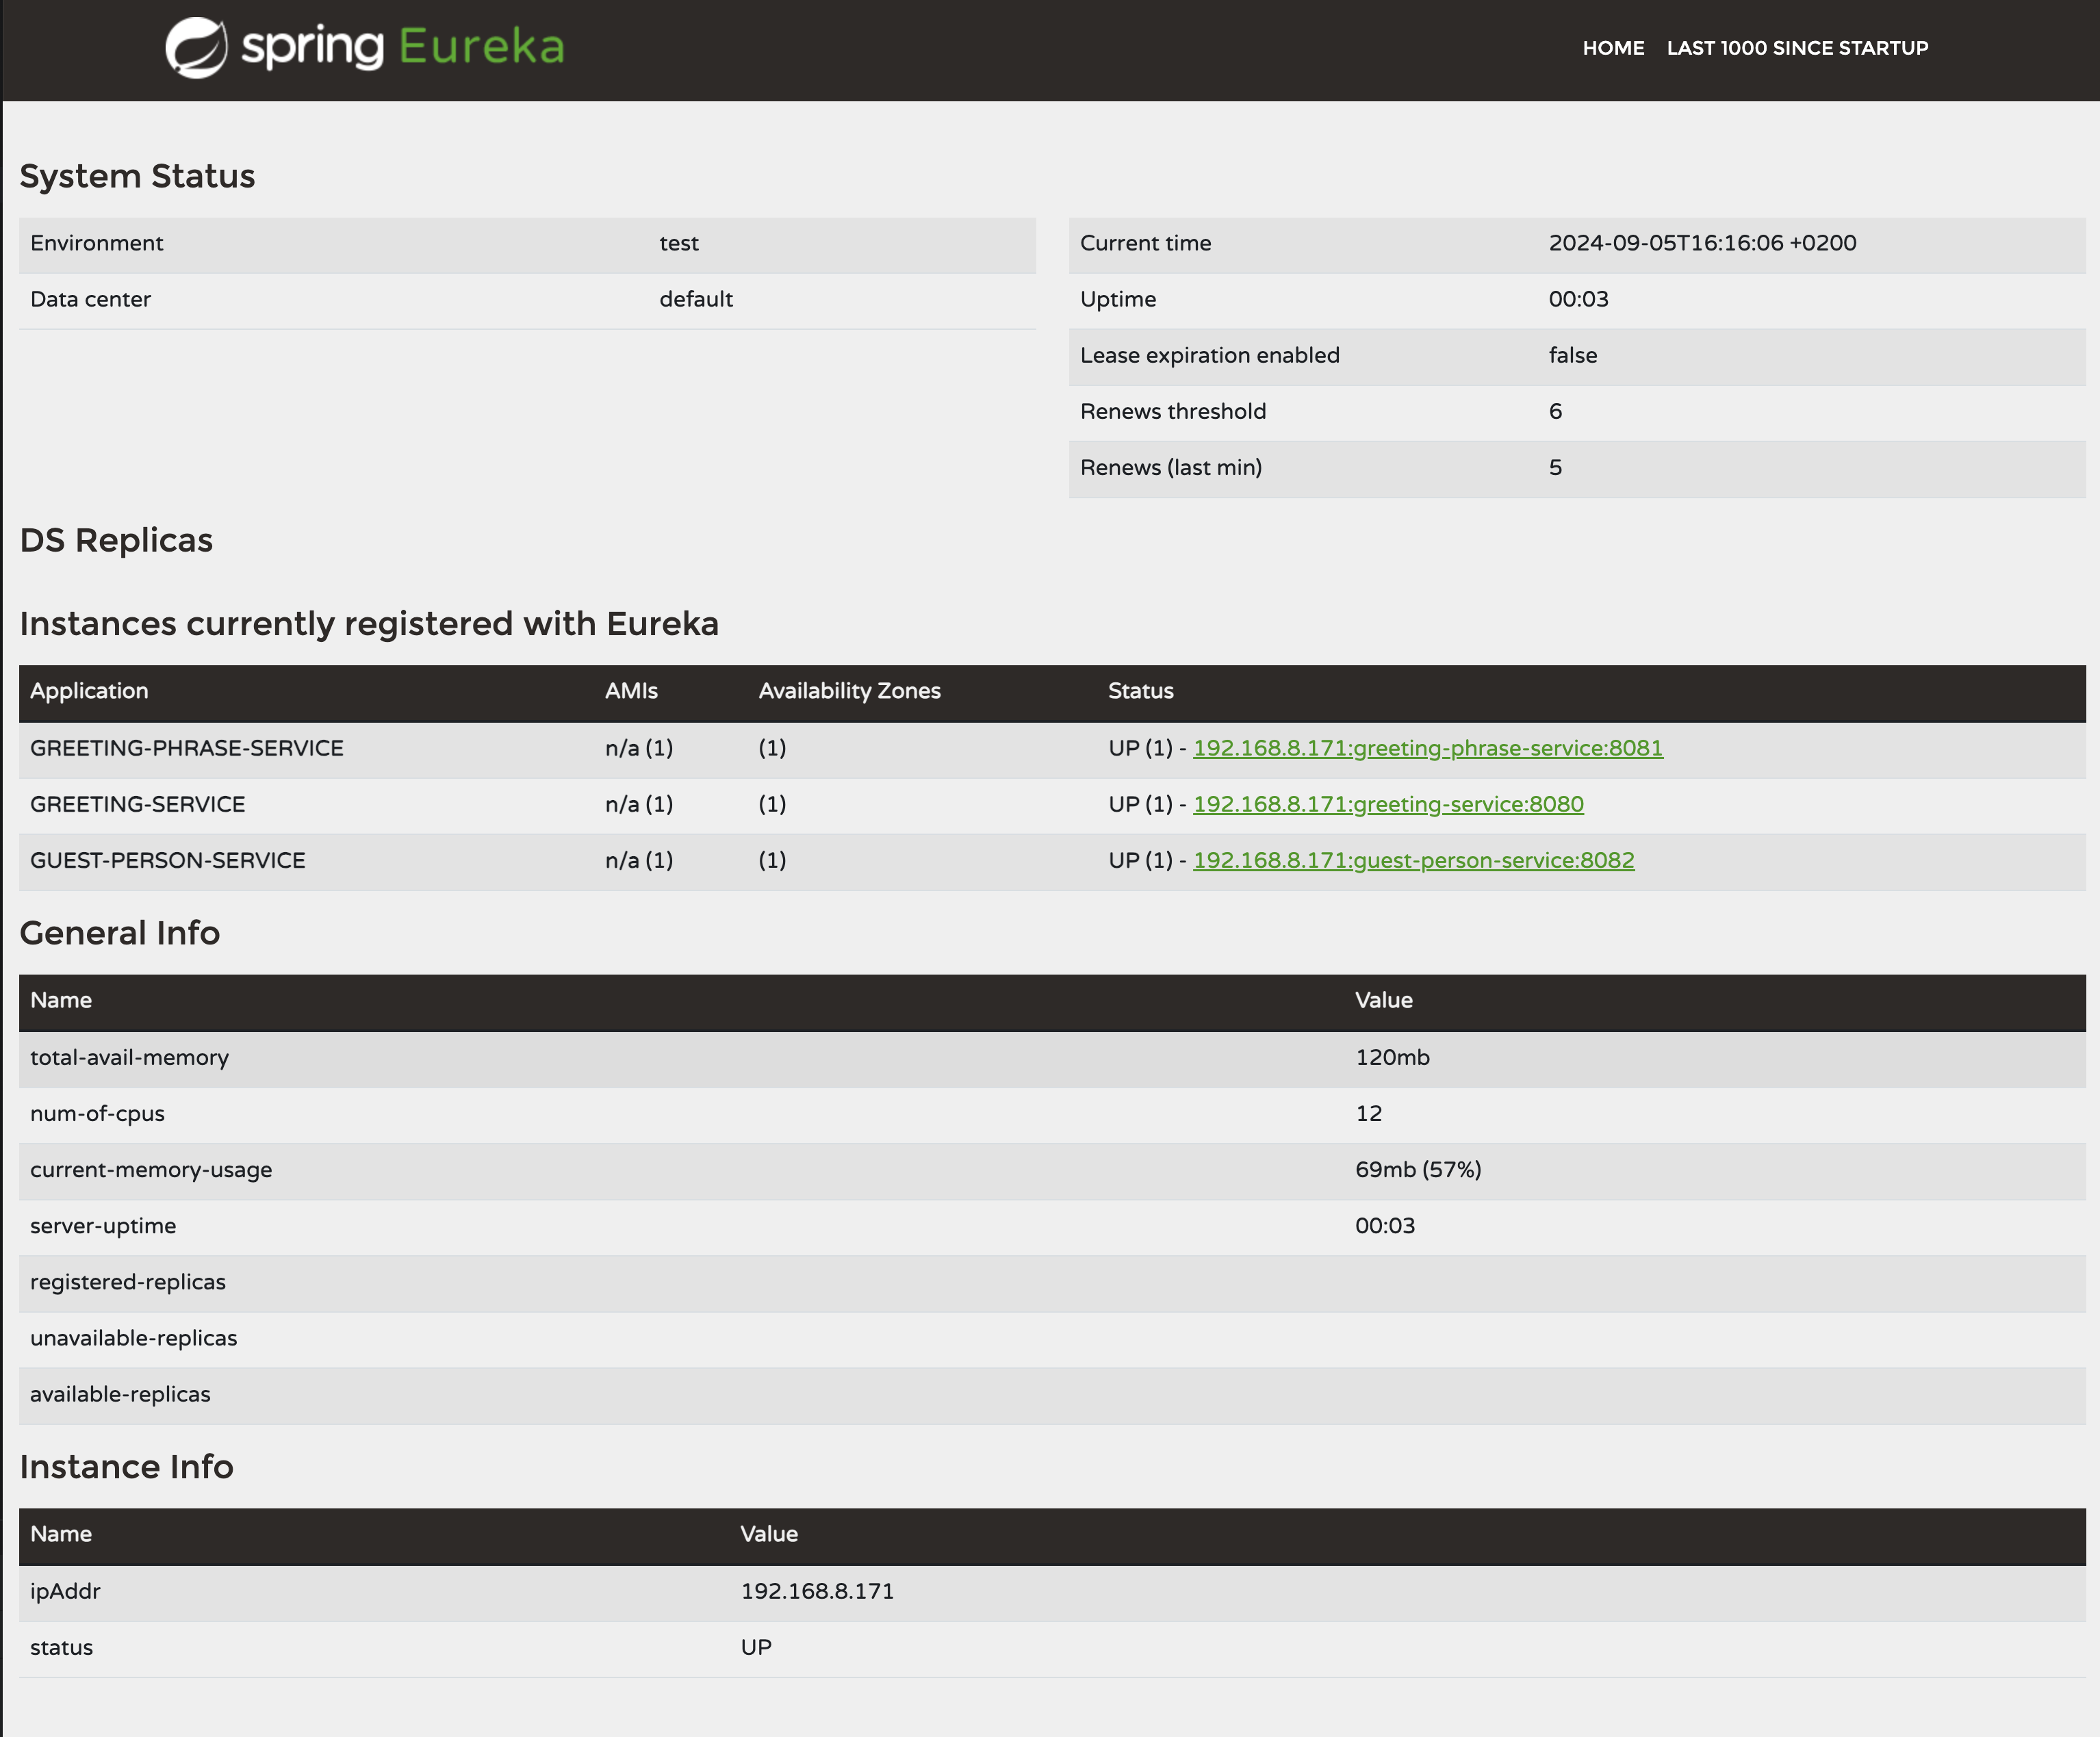 spring Eureka
HOME LAST 1000 SINCE STARTUP
System Status
Environment test
Data center default
Current time 2024-09-05T16:16:06 +0200
Uptime 00:03
Lease expiration enabled false
Renews threshold 6
Renews (last min) 5
DS Replicas
Instances currently registered with Eureka
Application AMIs Availability Zones Status
GREETING-PHRASE-SERVICE n/a (1) (1) UP (1) - 192.168.8.171:greeting-phrase-service:8081
GREETING-SERVICE n/a (1) (1) UP (1) - 192.168.8.171:greeting-service:8080
GUEST-PERSON-SERVICE n/a (1) (1) UP (1) - 192.168.8.171:guest-person-service:8082
General Info
Name Value
total-avail-memory 120mb
num-of-cpus 12
current-memory-usage 69mb (57%)
server-uptime 00:03
registered-replicas
unavailable-replicas
available-replicas
Instance Info
Name Value
ipAddr 192.168.8.171
status UP